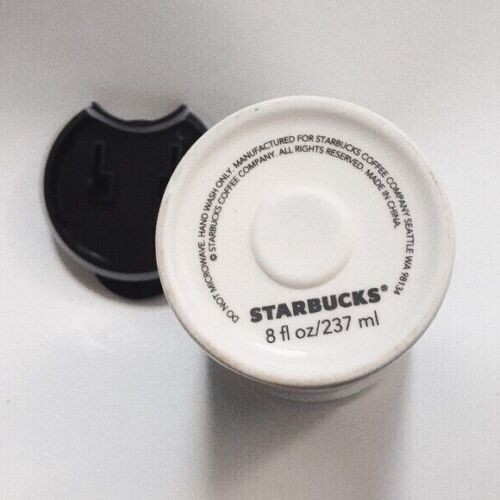 DO NOT MICROWAVE. HAND WASH ONLY. MANUFACTURED FOR STARBUCKS COFFEE COMPANY SEATTLE WA 98134
© STARBUCKS COFFEE COMPANY. ALL RIGHTS RESERVED. MADE IN CHINA.
STARBUCKS®
8 fl oz/237 ml